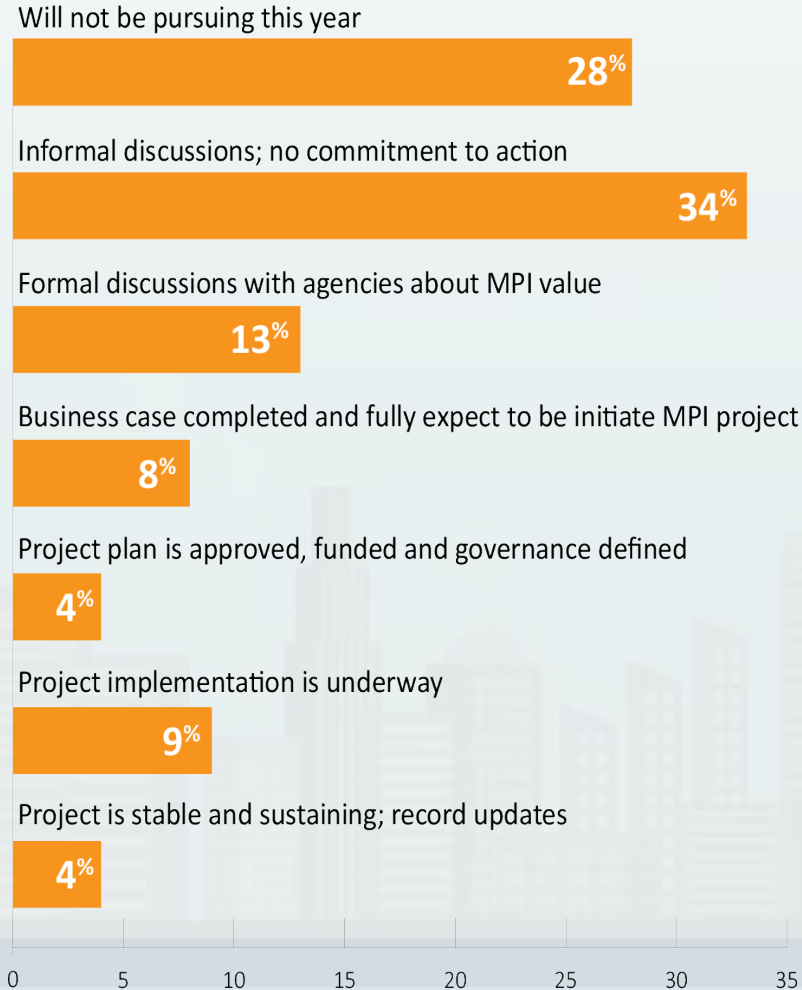 Will not be pursuing this year
28%
Informal discussions; no commitment to action
34%
Formal discussions with agencies about MPI value
13%
Business case completed and fully expect to be initiate MPI project
8%
Project plan is approved, funded and governance defined
4%
Project implementation is underway
9%
Project is stable and sustaining; record updates
4%
0 5 10 15 20 25 30 35